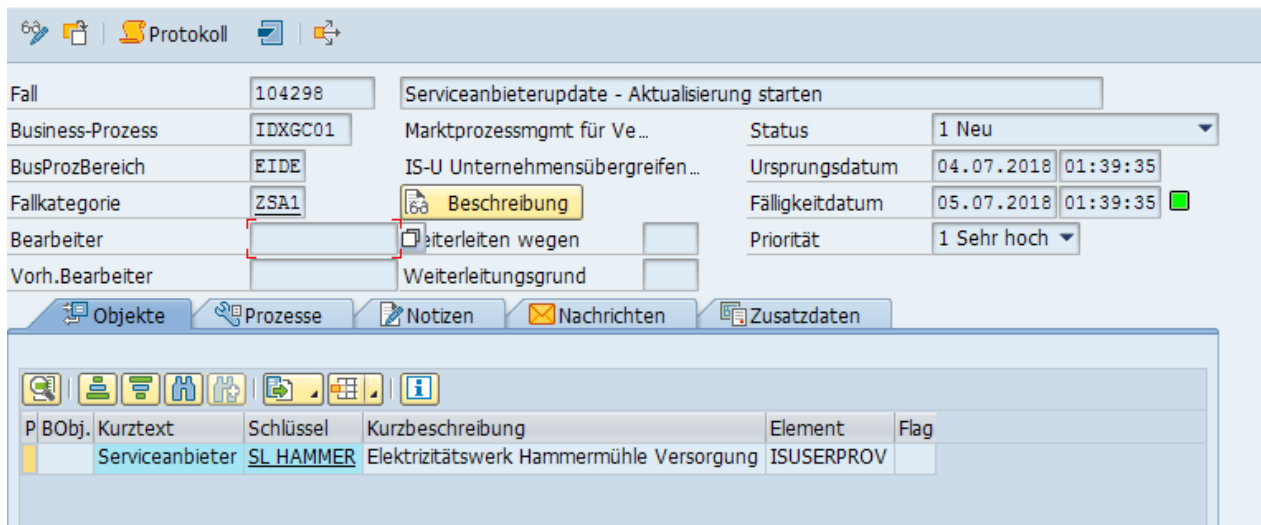 Protokoll
Fall 104298 Serviceanbieterupdate - Aktualisierung starten
Business-Prozess IDXGC01 Marktprozessmgmt für Ve… Status 1 Neu
BusProzBereich EIDE IS-U Unternehmensübergreifen… Ursprungsdatum 04.07.2018 01:39:35
Fallkategorie ZSA1 Beschreibung Fälligkeitdatum 05.07.2018 01:39:35
Bearbeiter eiterleiten wegen Priorität 1 Sehr hoch
Vorh.Bearbeiter Weiterleitungsgrund
Objekte Prozesse Notizen Nachrichten Zusatzdaten
P BObj. Kurztext Schlüssel Kurzbeschreibung Element Flag
Serviceanbieter SL HAMMER Elektrizitätswerk Hammermühle Versorgung ISUSERPROV